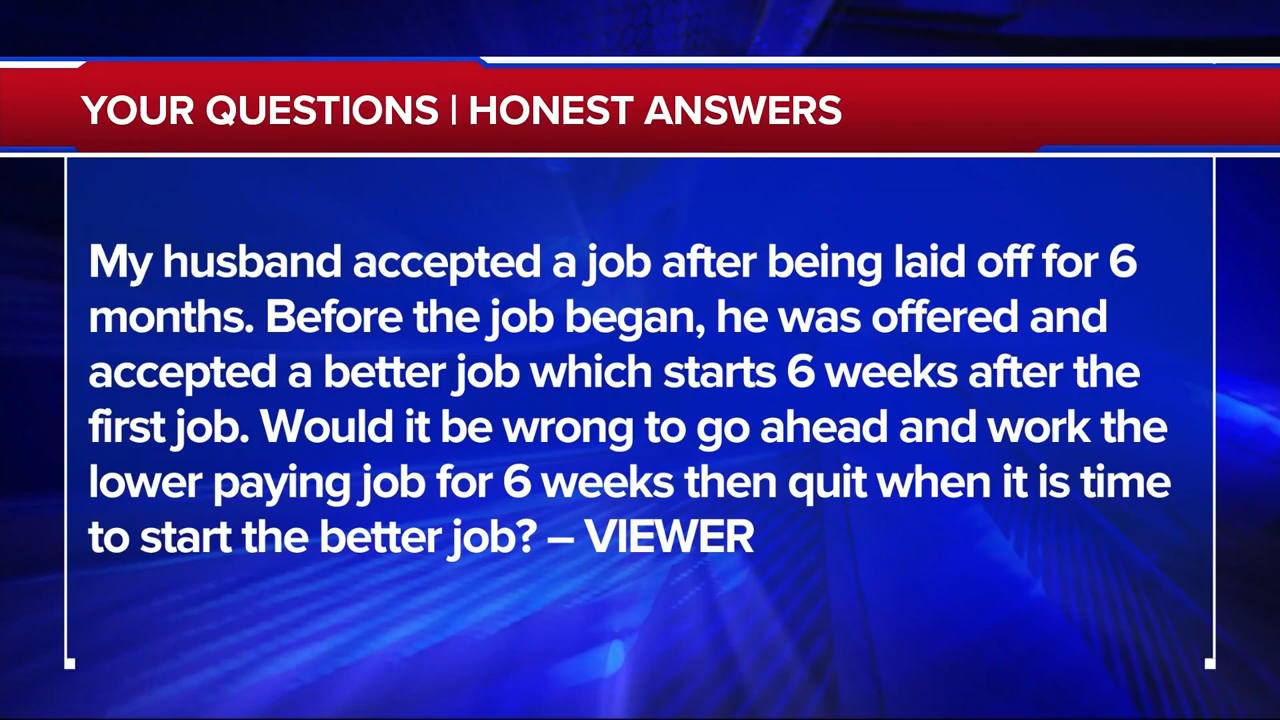 YOUR QUESTIONS | HONEST ANSWERS
My husband accepted a job after being laid off for 6
months. Before the job began, he was offered and
accepted a better job which starts 6 weeks after the
first job. Would it be wrong to go ahead and work the
lower paying job for 6 weeks then quit when it is time
to start the better job? – VIEWER